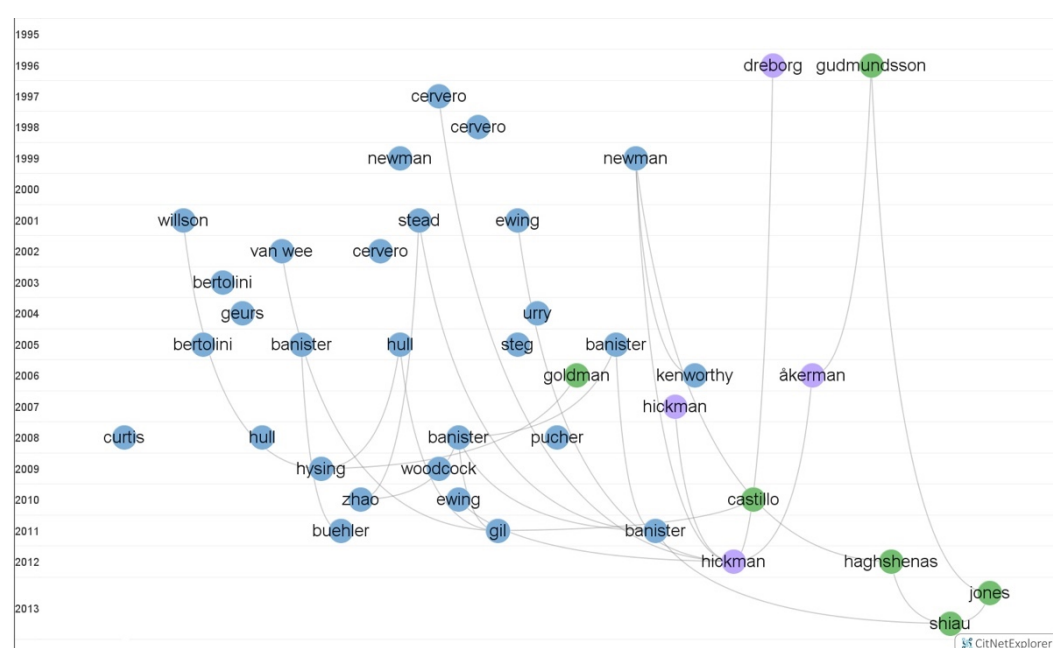 1995
1996 dreborg gudmundsson
1997 cervero
1998 cervero
1999 newman newman
2000
2001 willson stead ewing
2002 van wee cervero
2003 bertolini
2004 geurs urry
2005 bertolini banister hull steg banister
2006 goldman kenworthy åkerman
2007 hickman
2008 curtis hull banister pucher
2009 hysing woodcock
2010 zhao ewing castillo
2011 buehler gil banister
2012 hickman haghshenas
jones
2013
shiau
CitNetExplorer